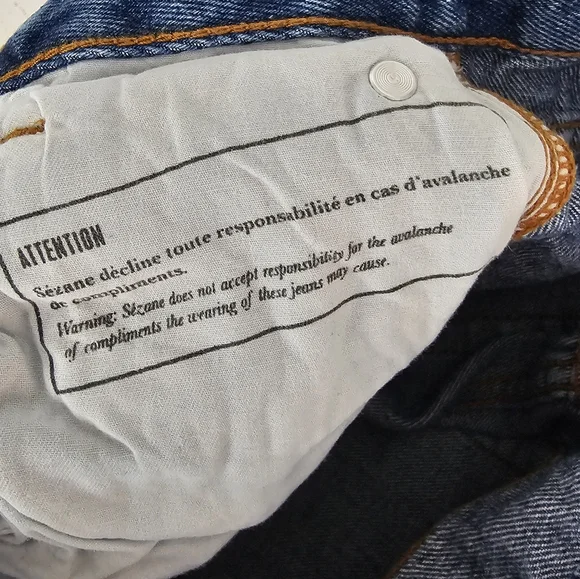 ATTENTION
Sézane décline toute responsabilité en cas d'avalanche
de compliments.
Warning; Sézane does not accept responsibility for the avalanche
of compliments the wearing of these jeans may cause.